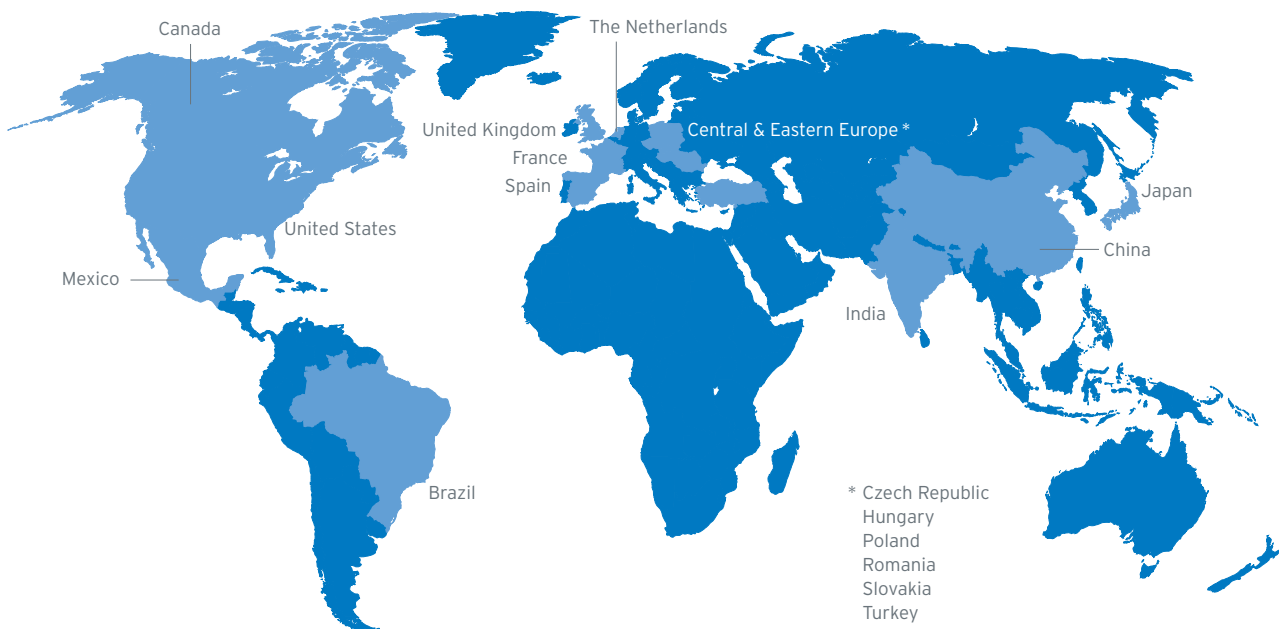 Canada
The Netherlands
United Kingdom
Central & Eastern Europe *
France
Spain
Japan
United States
China
Mexico
India
Brazil
* Czech Republic
Hungary
Poland
Romania
Slovakia
Turkey